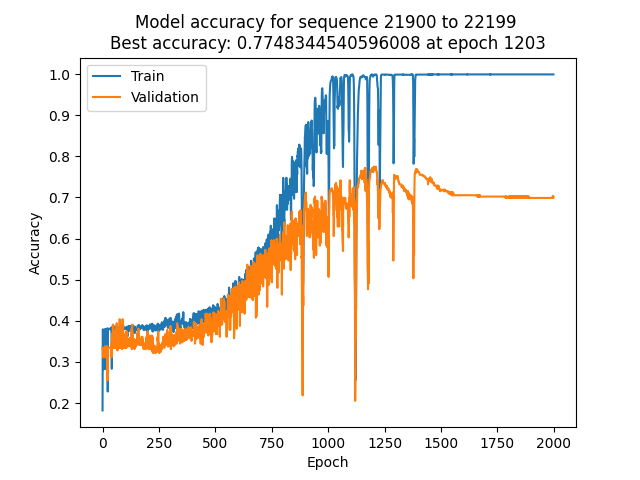 Model accuracy for sequence 21900 to 22199
Best accuracy: 0.7748344540596008 at epoch 1203
Train
Validation
1.0
0.9
0.8
0.7
0.6
0.5
0.4
0.3
0.2
Accuracy
0 250 500 750 1000 1250 1500 1750 2000
Epoch